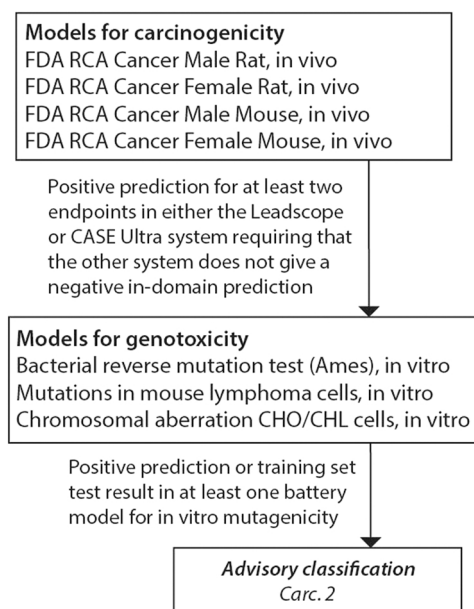 Models for carcinogenicity
FDA RCA Cancer Male Rat, in vivo
FDA RCA Cancer Female Rat, in vivo
FDA RCA Cancer Male Mouse, in vivo
FDA RCA Cancer Female Mouse, in vivo
Positive prediction for at least two
endpoints in either the Leadscope
or CASE Ultra system requiring that
the other system does not give a
negative in-domain prediction
Models for genotoxicity
Bacterial reverse mutation test (Ames), in vitro
Mutations in mouse lymphoma cells, in vitro
Chromosomal aberration CHO/CHL cells, in vitro
Positive prediction or training set
test result in at least one battery
model for in vitro mutagenicity
Advisory classification
Carc. 2